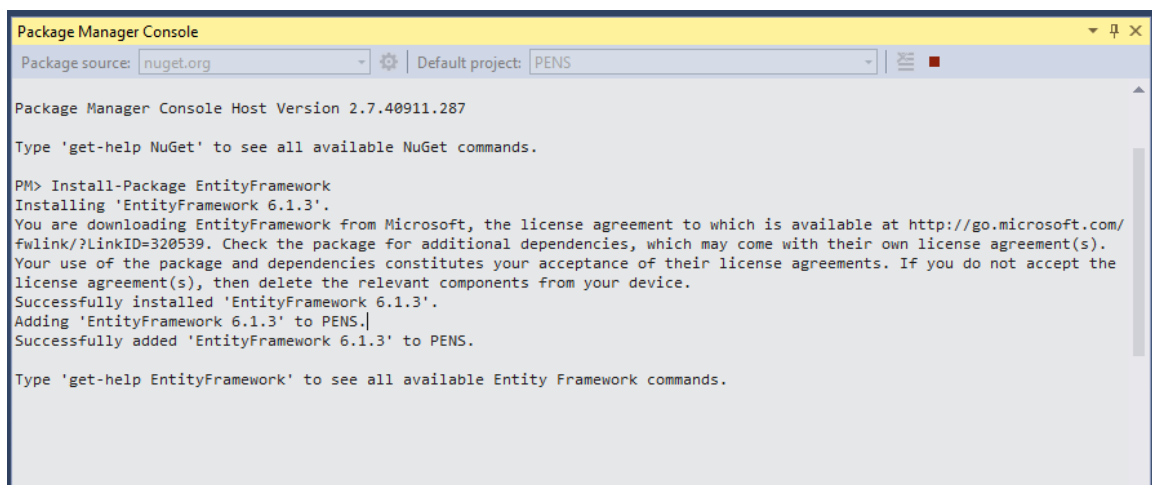 Package Manager Console
Package source: nuget.org Default project: PENS
Package Manager Console Host Version 2.7.40911.287
Type 'get-help NuGet' to see all available NuGet commands.
PM> Install-Package EntityFramework
Installing 'EntityFramework 6.1.3'.
You are downloading EntityFramework from Microsoft, the license agreement to which is available at http://go.microsoft.com/
fwlink/?LinkID=320539. Check the package for additional dependencies, which may come with their own license agreement(s).
Your use of the package and dependencies constitutes your acceptance of their license agreements. If you do not accept the
license agreement(s), then delete the relevant components from your device.
Successfully installed 'EntityFramework 6.1.3'.
Adding 'EntityFramework 6.1.3' to PENS.
Successfully added 'EntityFramework 6.1.3' to PENS.
Type 'get-help EntityFramework' to see all available Entity Framework commands.